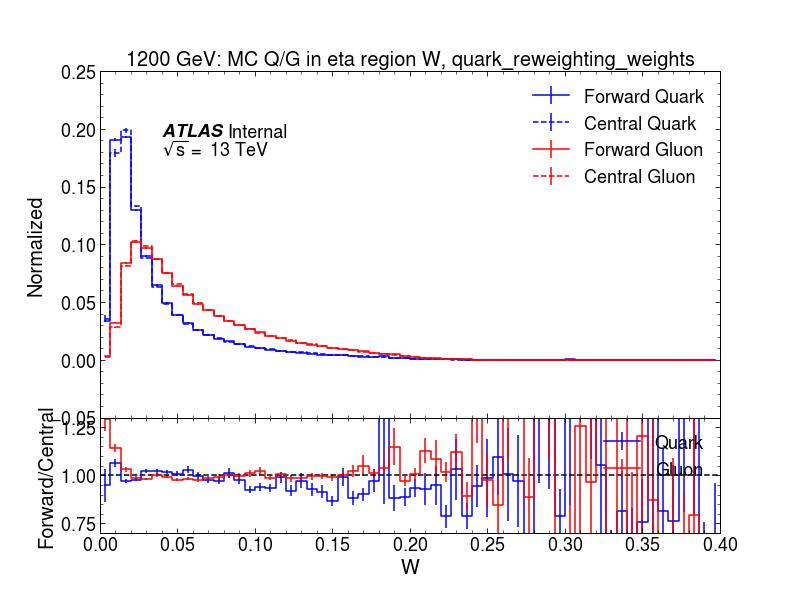 1200 GeV: MC Q/G in eta region W, quark_reweighting_weights
0.25
Forward Quark
Central Quark
Forward Gluon
Central Gluon
ATLAS Internal
√s = 13 TeV
0.20
0.15
0.10
0.05
0.00
Normalized
0.05
1.25
1.00
0.75
Forward/Central
Quark
Gluon
0.00 0.05 0.10 0.15 0.20 0.25 0.30 0.35 0.40
W